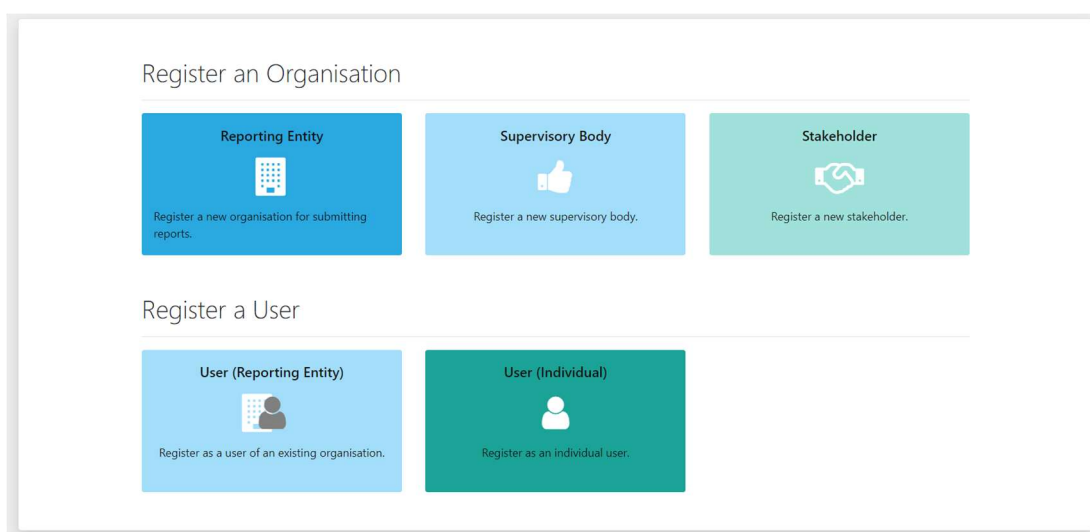 Register an Organisation
Reporting Entity
Register a new organisation for submitting
reports.
Supervisory Body
Register a new supervisory body.
Stakeholder
Register a new stakeholder.
Register a User
User (Reporting Entity)
Register as a user of an existing organisation.
User (Individual)
Register as an individual user.